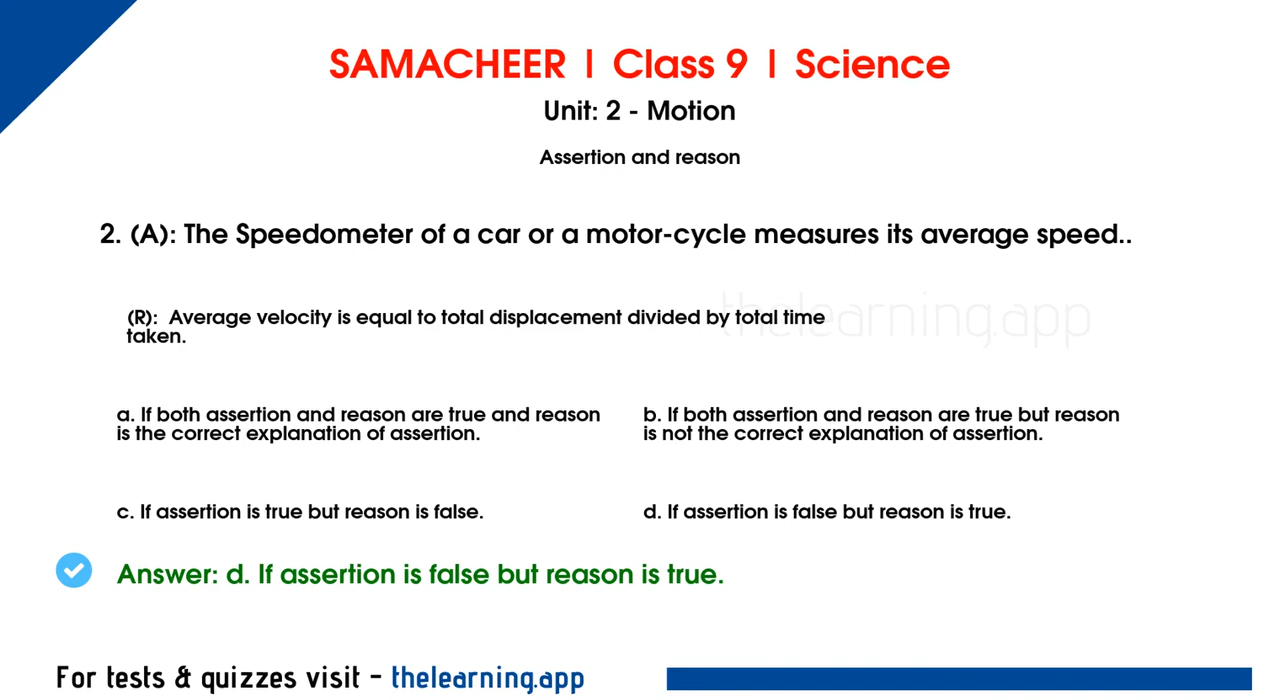 SAMACHEER | Class 9 | Science
Unit: 2 - Motion
Assertion and reason
2. (A): The Speedometer of a car or a motor-cycle measures its average speed..
thelearning.app
(R): Average velocity is equal to total displacement divided by total time
taken.
a. If both assertion and reason are true and reason
is the correct explanation of assertion.
b. If both assertion and reason are true but reason
is not the correct explanation of assertion.
c. If assertion is true but reason is false.
d. If assertion is false but reason is true.
Answer: d. If assertion is false but reason is true.
For tests & quizzes visit - thelearning.app